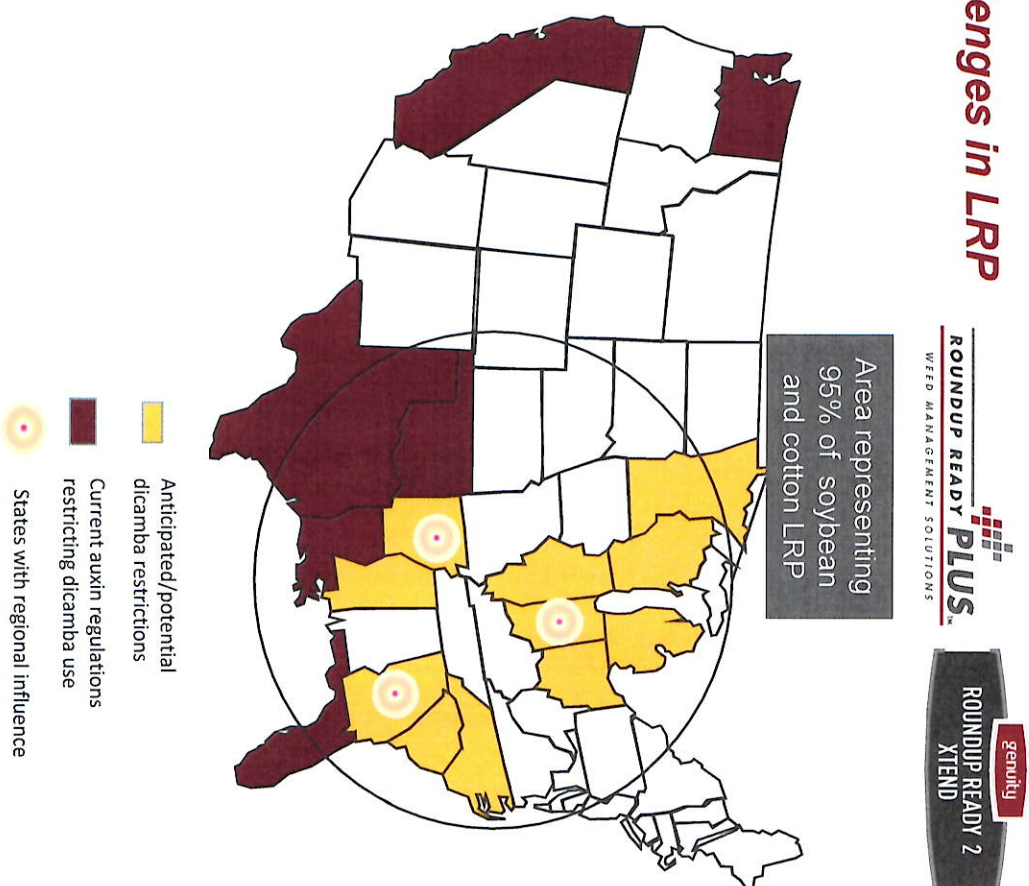 enges in LRP
ROUNDUP READY PLUS™
WEED MANAGEMENT SOLUTIONS
genuity
ROUNDUP READY 2
XTEND
Area representing
95% of soybean
and cotton LRP
Anticipated/potential
dicamba restrictions
Current auxin regulations
restricting dicamba use
States with regional influence